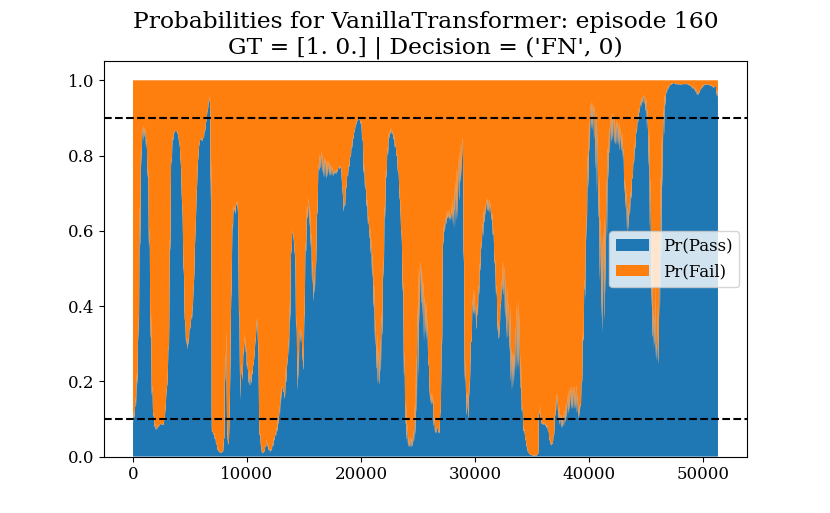 Probabilities for VanillaTransformer: episode 160
GT = [1. 0.] | Decision = ('FN', 0)
1.0
0.8
0.6
0.4
0.2
0.0
Pr(Pass)
Pr(Fail)
0 10000 20000 30000 40000 50000